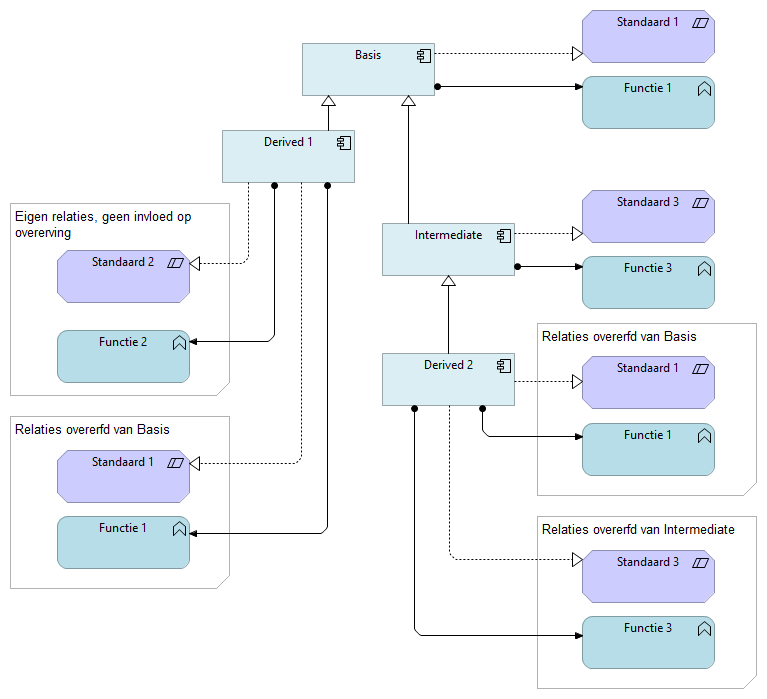 Standaard 1
Basis
Functie 1
Derived 1
Eigen relaties, geen invloed op
overerving
Standaard 2
Functie 2
Standaard 3
Intermediate
Functie 3
Relaties overerfd van Basis
Derived 2
Standaard 1
Functie 1
Relaties overerfd van Basis
Standaard 1
Functie 1
Relaties overerfd van Intermediate
Standaard 3
Functie 3